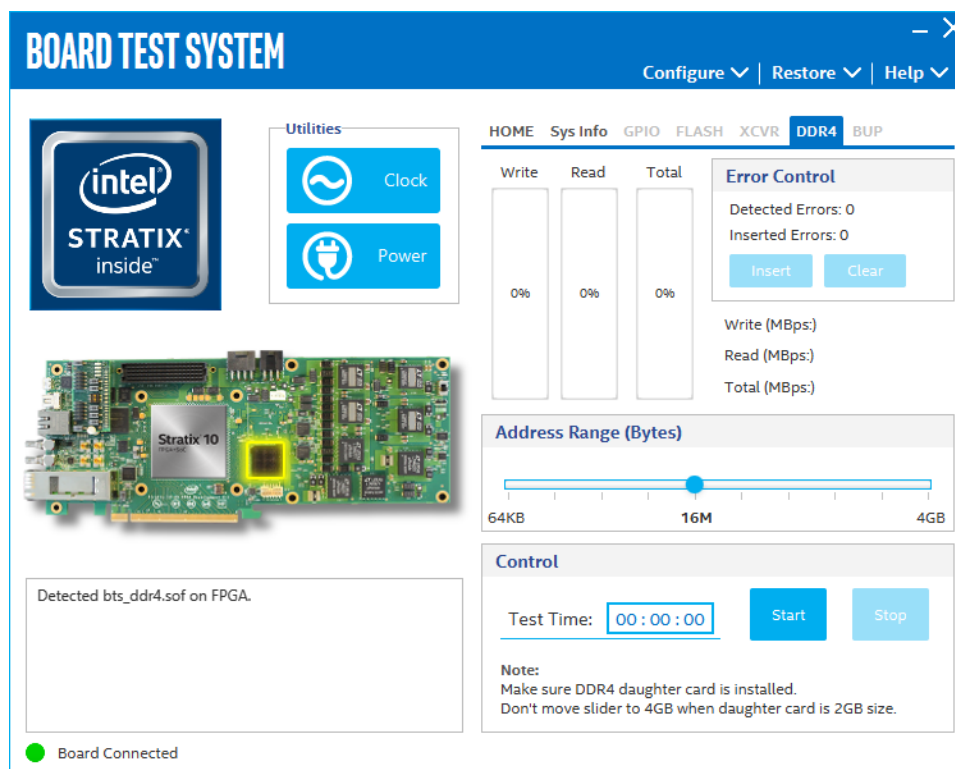 BOARD TEST SYSTEM
Configure | Restore | Help
intel
STRATIX
inside™
Utilities
Clock
Power
Stratix 10
HOME Sys Info GPIO FLASH XCVR DDR4 BUP
Write Read Total
0% 0% 0%
Error Control
Detected Errors: 0
Inserted Errors: 0
Insert Clear
Write (MBps:)
Read (MBps:)
Total (MBps:)
Address Range (Bytes)
64KB 16M 4GB
Detected bts_ddr4.sof on FPGA.
Control
Test Time: 00 : 00 : 00 Start Stop
Note:
Make sure DDR4 daughter card is installed.
Don't move slider to 4GB when daughter card is 2GB size.
Board Connected